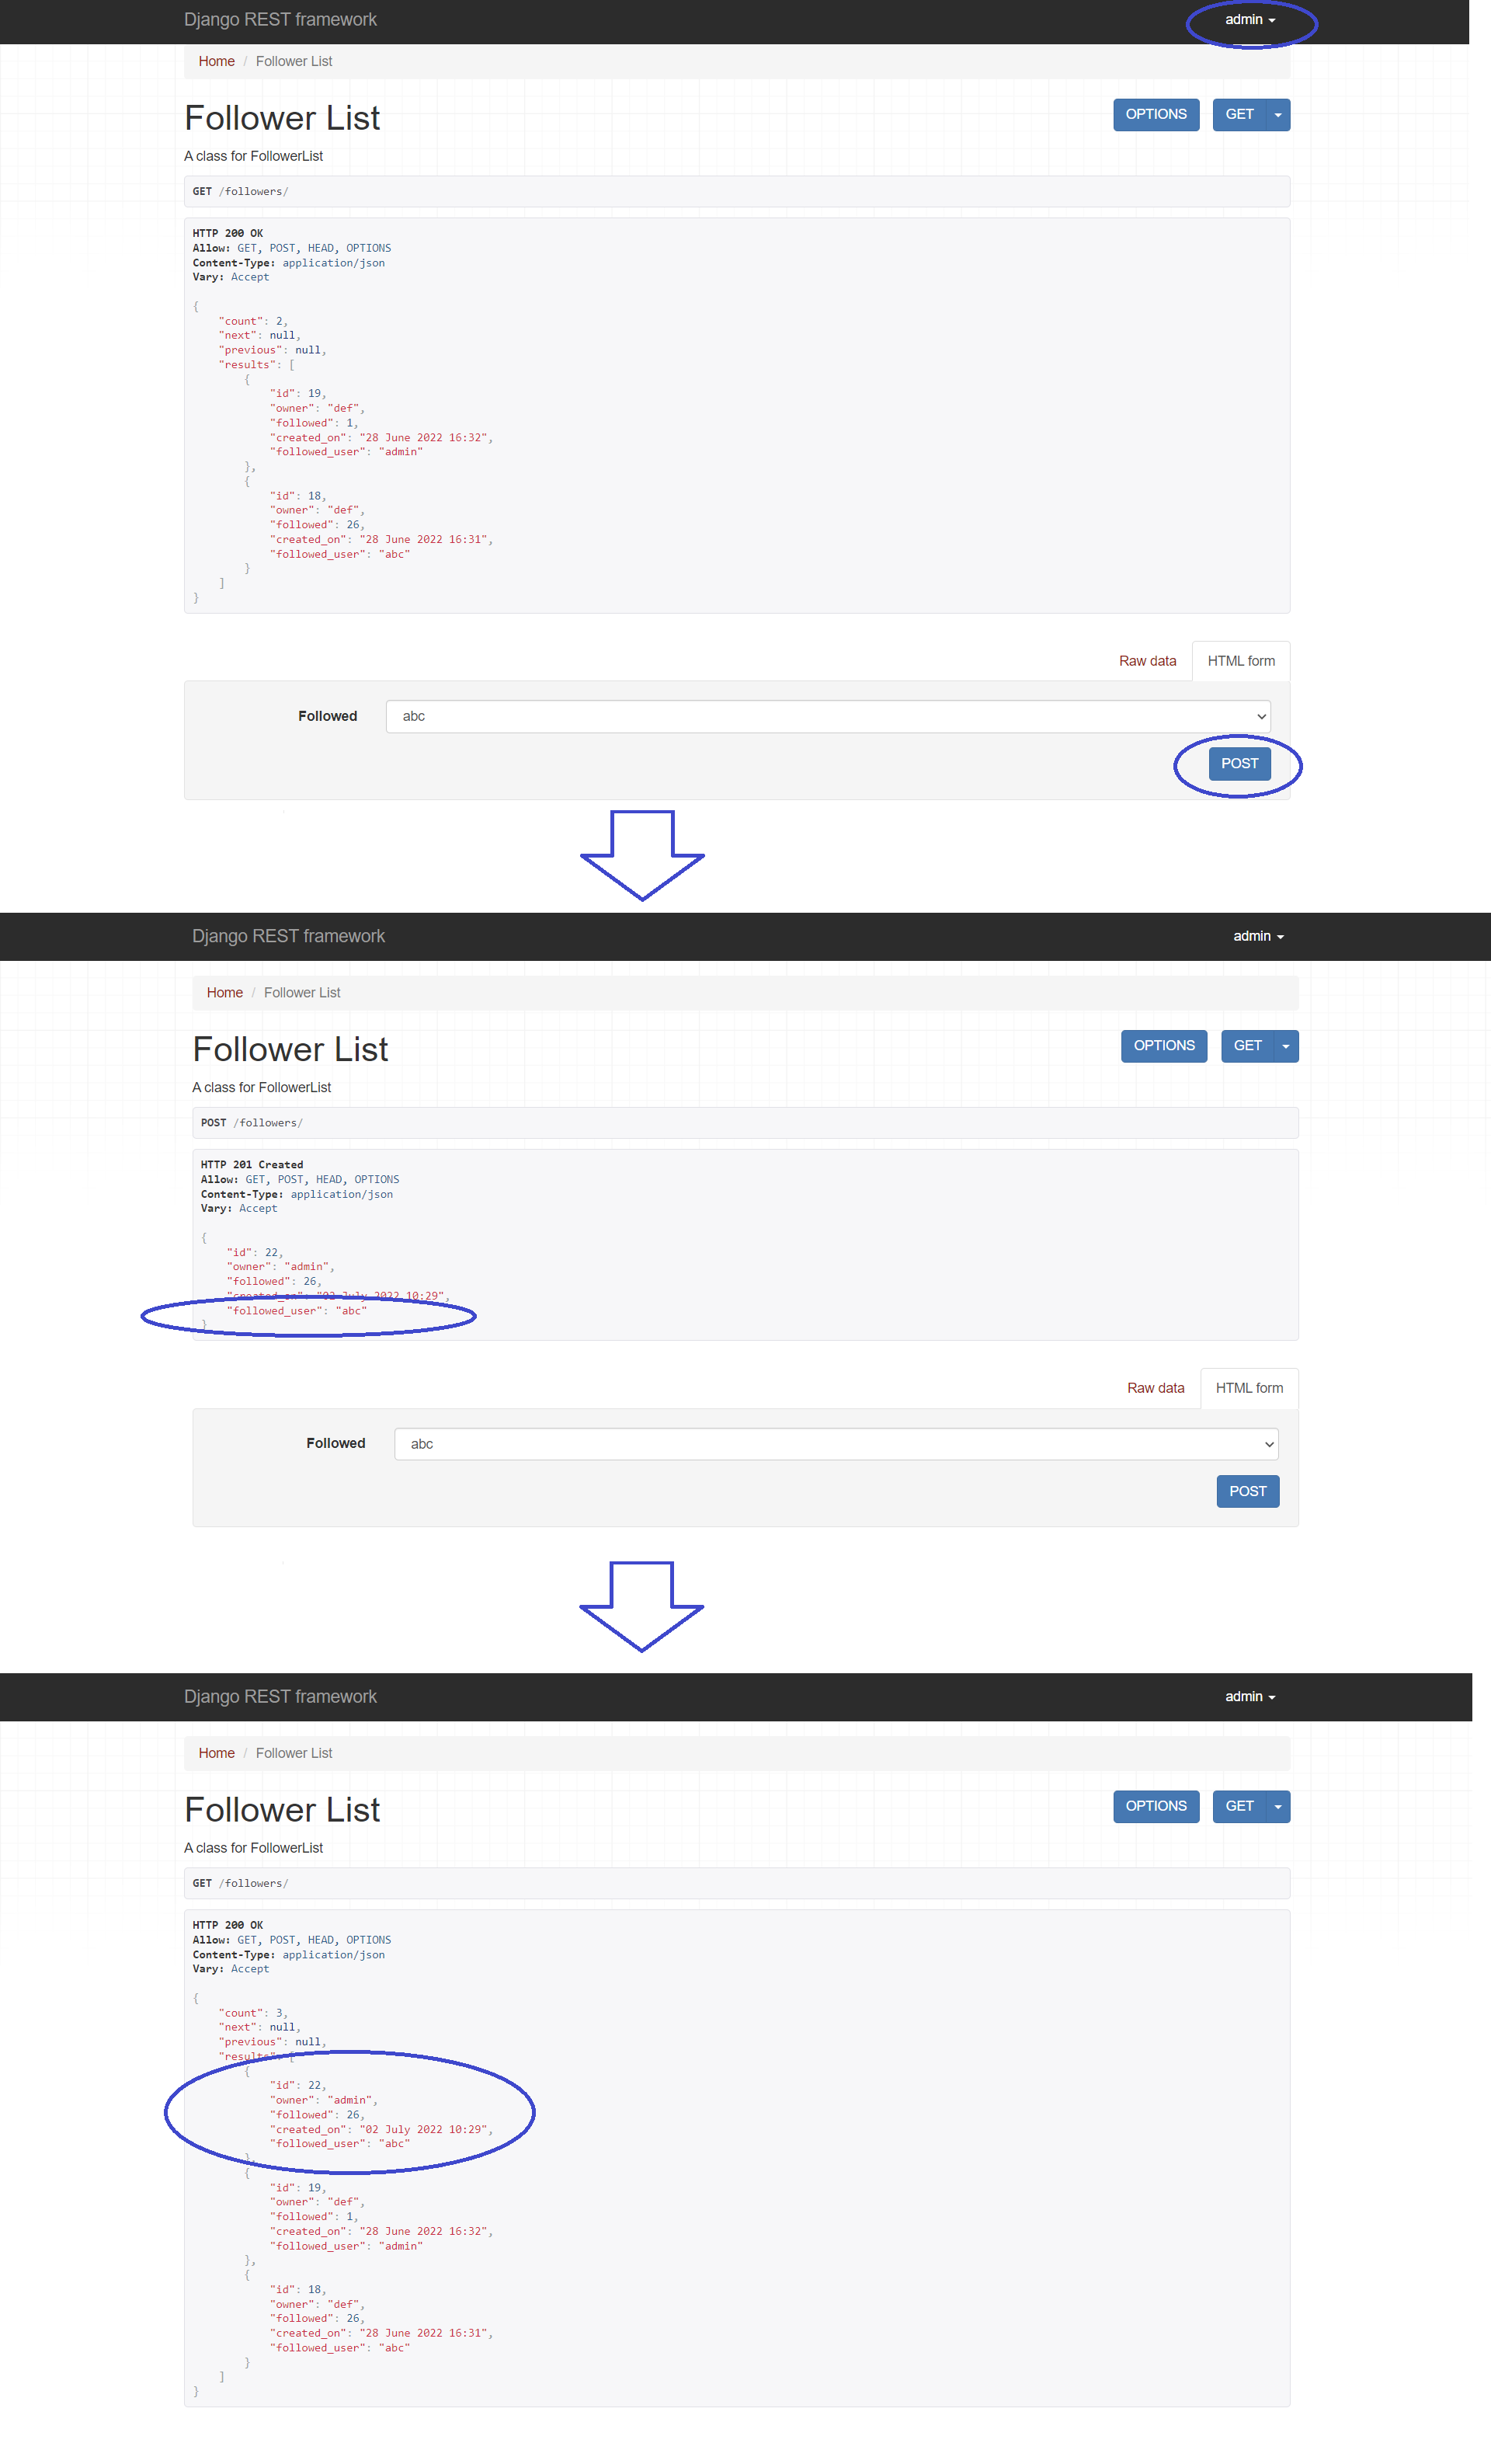 Django REST framework
admin
Home / Follower List
Follower List
OPTIONS
GET
A class for FollowerList
GET /followers/
HTTP 200 OK
Allow: GET, POST, HEAD, OPTIONS
Content-Type: application/json
Vary: Accept
{
"count": 2,
"next": null,
"previous": null,
"results": [
{
"id": 19,
"owner": "def",
"followed": 1,
"created_on": "28 June 2022 16:32",
"followed_user": "admin"
},
{
"id": 18,
"owner": "def",
"followed": 26,
"created_on": "28 June 2022 16:31",
"followed_user": "abc"
}
]
}
Raw data
HTML form
Followed
abc
POST
Django REST framework
admin
Home / Follower List
Follower List
OPTIONS
GET
A class for FollowerList
POST /followers/
HTTP 201 Created
Allow: GET, POST, HEAD, OPTIONS
Content-Type: application/json
Vary: Accept
{
"id": 22,
"owner": "admin",
"followed": 26,
"created_on": "02 July 2022 10:29",
"followed_user": "abc"
}
Raw data
HTML form
Followed
abc
POST
Django REST framework
admin
Home / Follower List
Follower List
OPTIONS
GET
A class for FollowerList
GET /followers/
HTTP 200 OK
Allow: GET, POST, HEAD, OPTIONS
Content-Type: application/json
Vary: Accept
{
"count": 3,
"next": null,
"previous": null,
"results": [
{
"id": 22,
"owner": "admin",
"followed": 26,
"created_on": "02 July 2022 10:29",
"followed_user": "abc"
},
{
"id": 19,
"owner": "def",
"followed": 1,
"created_on": "28 June 2022 16:32",
"followed_user": "admin"
},
{
"id": 18,
"owner": "def",
"followed": 26,
"created_on": "28 June 2022 16:31",
"followed_user": "abc"
}
]
}